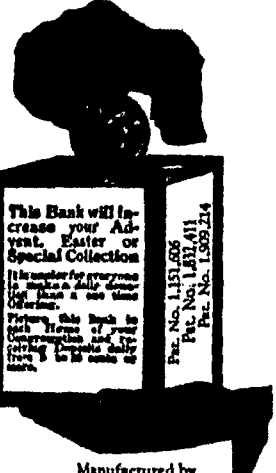 This Bank will In-
crease your Ad-
vent, Easter or
Special Collection
It is easier for everyone
to make a daily dona-
tion than a one time
Offering.
Picture this bank in
each Home of your
Congregation and re-
ceiving Deposits daily
from 5 to 10 cents or
more.
Pat. No. 1,151,606
Pat. No. 1,812,411
Pat. No. 1,909,214
Manufactured by